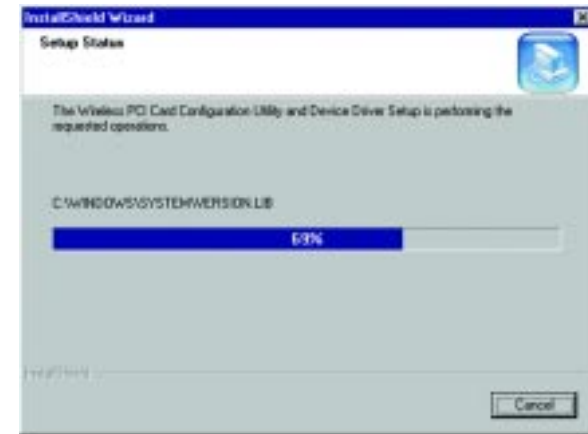 InstallShield Wizard
Setup Status
The Wireless PCI Card Configuration Utility and Device Driver Setup is performing the
requested operations.
C:\WINDOWS\SYSTEM\VERSION.LIB
69%
InstallShield
Cancel